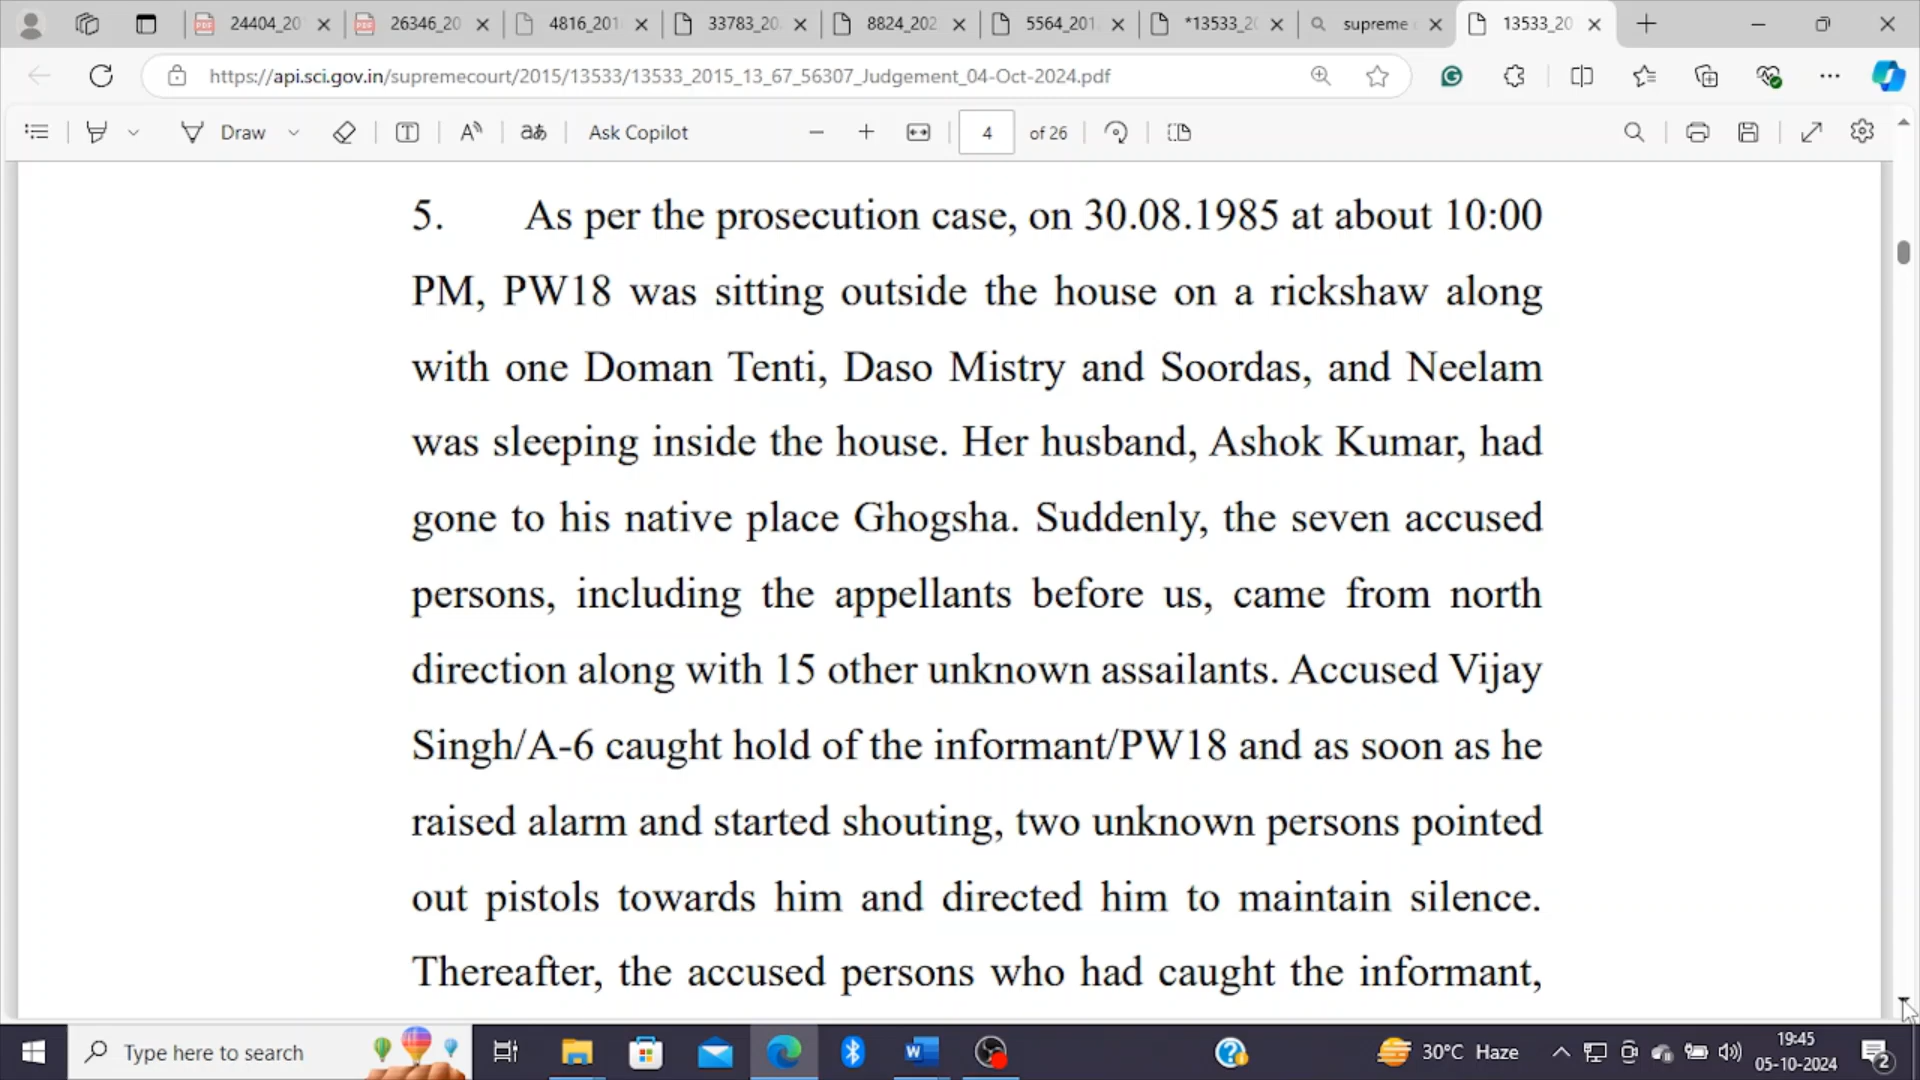 24404_20
26346_20
4816_201
33783_20
8824_202
5564_201
*13533_20
supreme
13533_20
https://api.sci.gov.in/supremecourt/2015/13533/13533_2015_13_67_56307_Judgement_04-Oct-2024.pdf
Draw
Ask Copilot
4 of 26
5. As per the prosecution case, on 30.08.1985 at about 10:00
PM, PW18 was sitting outside the house on a rickshaw along
with one Doman Tenti, Daso Mistry and Soordas, and Neelam
was sleeping inside the house. Her husband, Ashok Kumar, had
gone to his native place Ghogsha. Suddenly, the seven accused
persons, including the appellants before us, came from north
direction along with 15 other unknown assailants. Accused Vijay
Singh/A-6 caught hold of the informant/PW18 and as soon as he
raised alarm and started shouting, two unknown persons pointed
out pistols towards him and directed him to maintain silence.
Thereafter, the accused persons who had caught the informant,
Type here to search
30°C Haze
19:45
05-10-2024
2